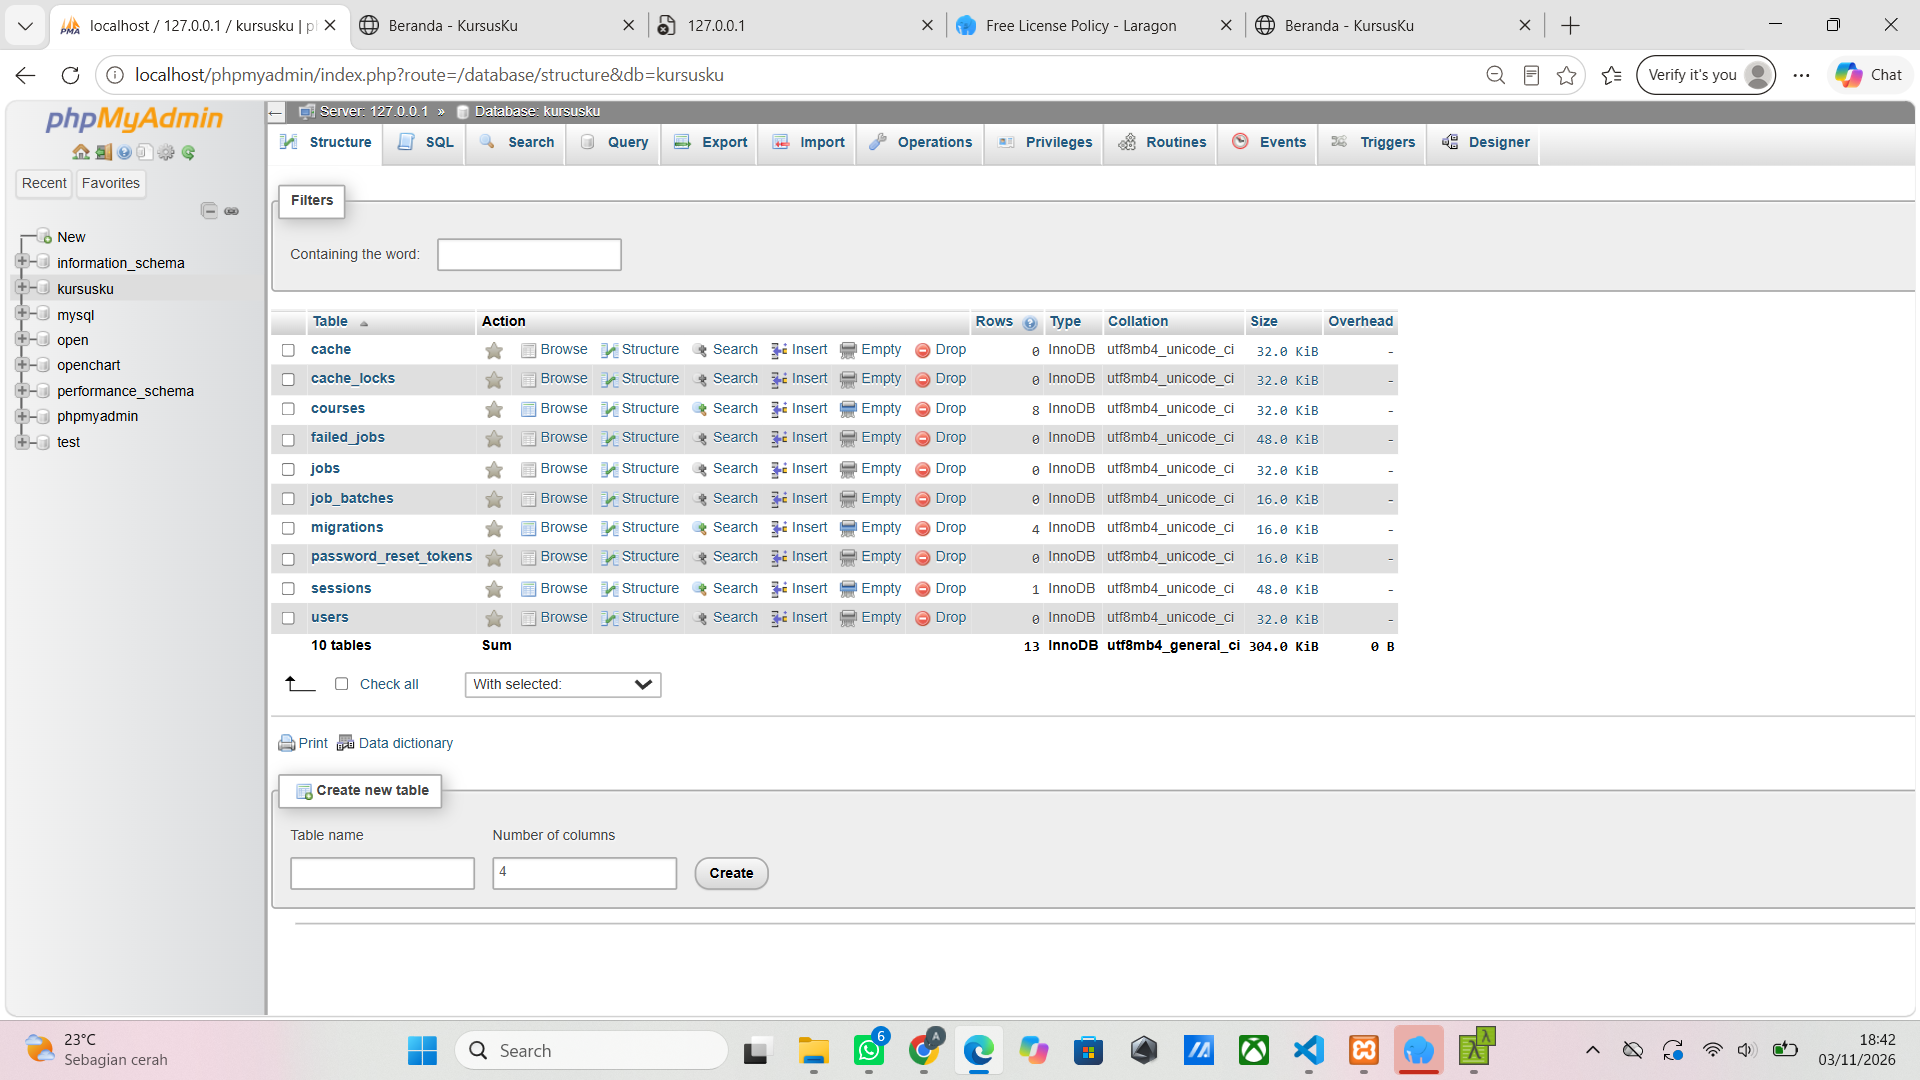 localhost / 127.0.0.1 / kursusku | p
Beranda - KursusKu
127.0.0.1
Free License Policy - Laragon
Beranda - KursusKu
localhost/phpmyadmin/index.php?route=/database/structure&db=kursusku
Verify it's you
Chat
phpMyAdmin
Recent Favorites
New
information_schema
kursusku
mysql
open
openchart
performance_schema
phpmyadmin
test
Server: 127.0.0.1 » Database: kursusku
Structure SQL Search Query Export Import Operations Privileges Routines Events Triggers Designer
Filters
Containing the word:
Table Action Rows Type Collation Size Overhead
cache Browse Structure Search Insert Empty Drop 0 InnoDB utf8mb4_unicode_ci 32.0 KiB -
cache_locks Browse Structure Search Insert Empty Drop 0 InnoDB utf8mb4_unicode_ci 32.0 KiB -
courses Browse Structure Search Insert Empty Drop 8 InnoDB utf8mb4_unicode_ci 32.0 KiB -
failed_jobs Browse Structure Search Insert Empty Drop 0 InnoDB utf8mb4_unicode_ci 48.0 KiB -
jobs Browse Structure Search Insert Empty Drop 0 InnoDB utf8mb4_unicode_ci 32.0 KiB -
job_batches Browse Structure Search Insert Empty Drop 0 InnoDB utf8mb4_unicode_ci 16.0 KiB -
migrations Browse Structure Search Insert Empty Drop 4 InnoDB utf8mb4_unicode_ci 16.0 KiB -
password_reset_tokens Browse Structure Search Insert Empty Drop 0 InnoDB utf8mb4_unicode_ci 16.0 KiB -
sessions Browse Structure Search Insert Empty Drop 1 InnoDB utf8mb4_unicode_ci 48.0 KiB -
users Browse Structure Search Insert Empty Drop 0 InnoDB utf8mb4_unicode_ci 32.0 KiB -
10 tables Sum 13 InnoDB utf8mb4_general_ci 304.0 KiB 0 B
Check all With selected:
Print Data dictionary
Create new table
Table name Number of columns
4 Create
23°C
Sebagian cerah
Search
6
A
18:42
03/11/2026